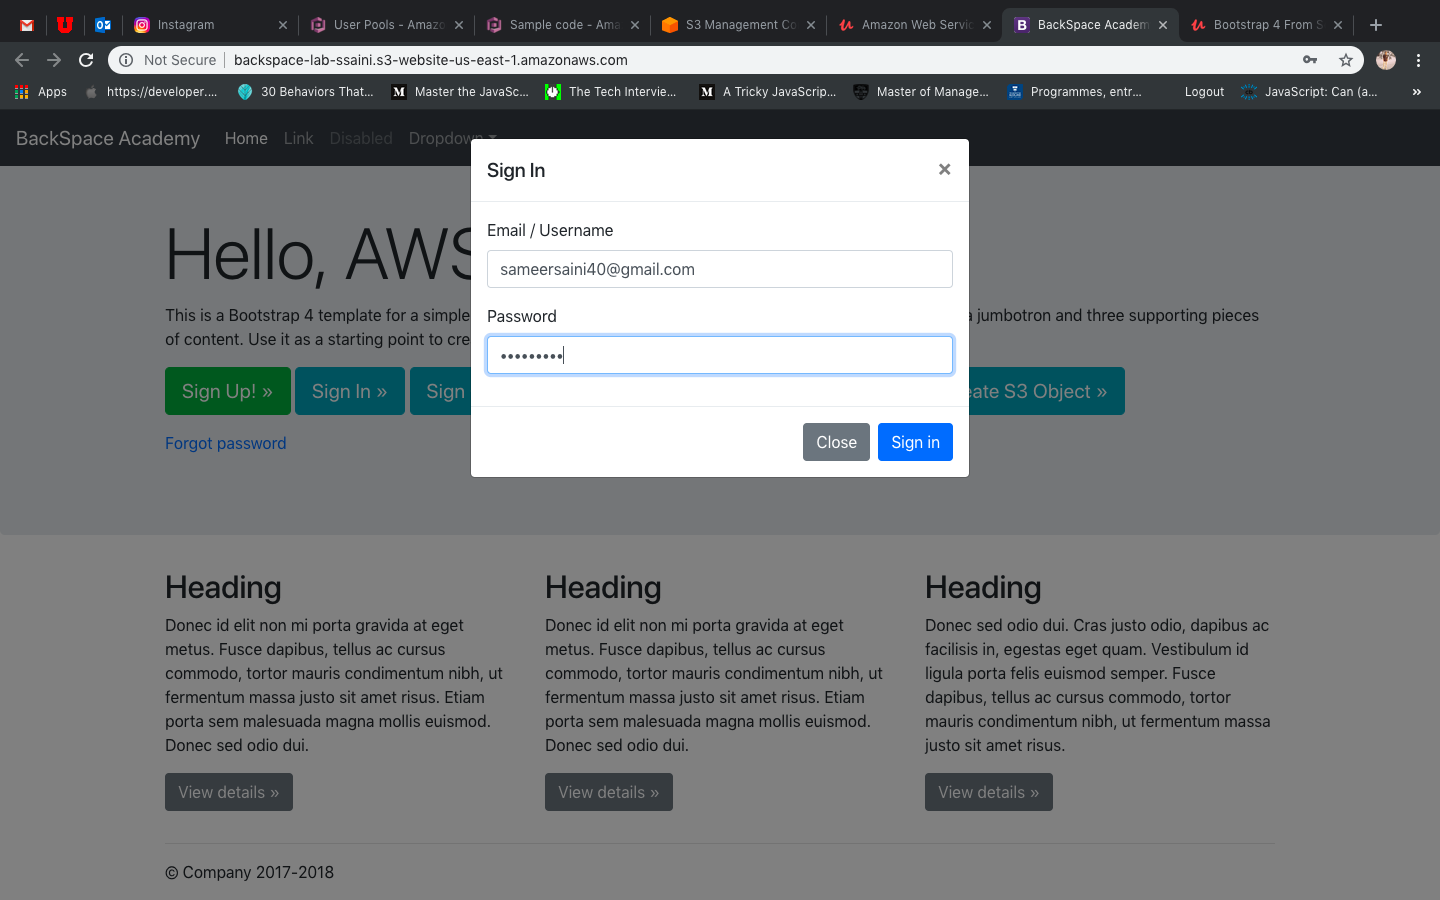 Instagram
User Pools - Amazo
Sample code - Ama
S3 Management Co
Amazon Web Servic
BackSpace Academ
Bootstrap 4 From S
Not Secure
backspace-lab-ssaini.s3-website-us-east-1.amazonaws.com
Apps
https://developer....
30 Behaviors That...
Master the JavaSc...
The Tech Intervie...
A Tricky JavaScrip...
Master of Manage...
Programmes, entr...
Logout
JavaScript: Can (a...
»
BackSpace Academy
Home
Link
Disabled
Dropdown
Sign In
×
Email / Username
sameersaini40@gmail.com
Password
•••••••••
Close
Sign in
Hello, AWS
This is a Bootstrap 4 template for a simple
jumbotron and three supporting pieces
of content. Use it as a starting point to cre
Sign Up! »
Sign In »
Sign
eate S3 Object »
Forgot password
Heading
Donec id elit non mi porta gravida at eget
metus. Fusce dapibus, tellus ac cursus
commodo, tortor mauris condimentum nibh, ut
fermentum massa justo sit amet risus. Etiam
porta sem malesuada magna mollis euismod.
Donec sed odio dui.
View details »
Heading
Donec id elit non mi porta gravida at eget
metus. Fusce dapibus, tellus ac cursus
commodo, tortor mauris condimentum nibh, ut
fermentum massa justo sit amet risus. Etiam
porta sem malesuada magna mollis euismod.
Donec sed odio dui.
View details »
Heading
Donec sed odio dui. Cras justo odio, dapibus ac
facilisis in, egestas eget quam. Vestibulum id
ligula porta felis euismod semper. Fusce
dapibus, tellus ac cursus commodo, tortor
mauris condimentum nibh, ut fermentum massa
justo sit amet risus.
View details »
© Company 2017-2018